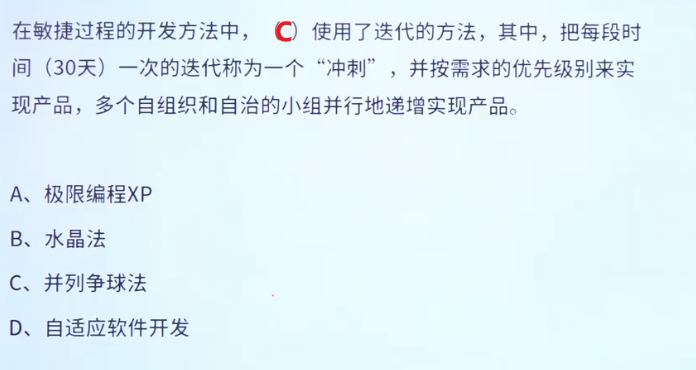 在敏捷过程的开发方法中，（C）使用了迭代的方法，其中，把每段时
间（30天）一次的迭代称为一个“冲刺”，并按需求的优先级别来实
现产品，多个自组织和自治的小组并行地递增实现产品。
A、极限编程XP
B、水晶法
C、并列争球法
D、自适应软件开发